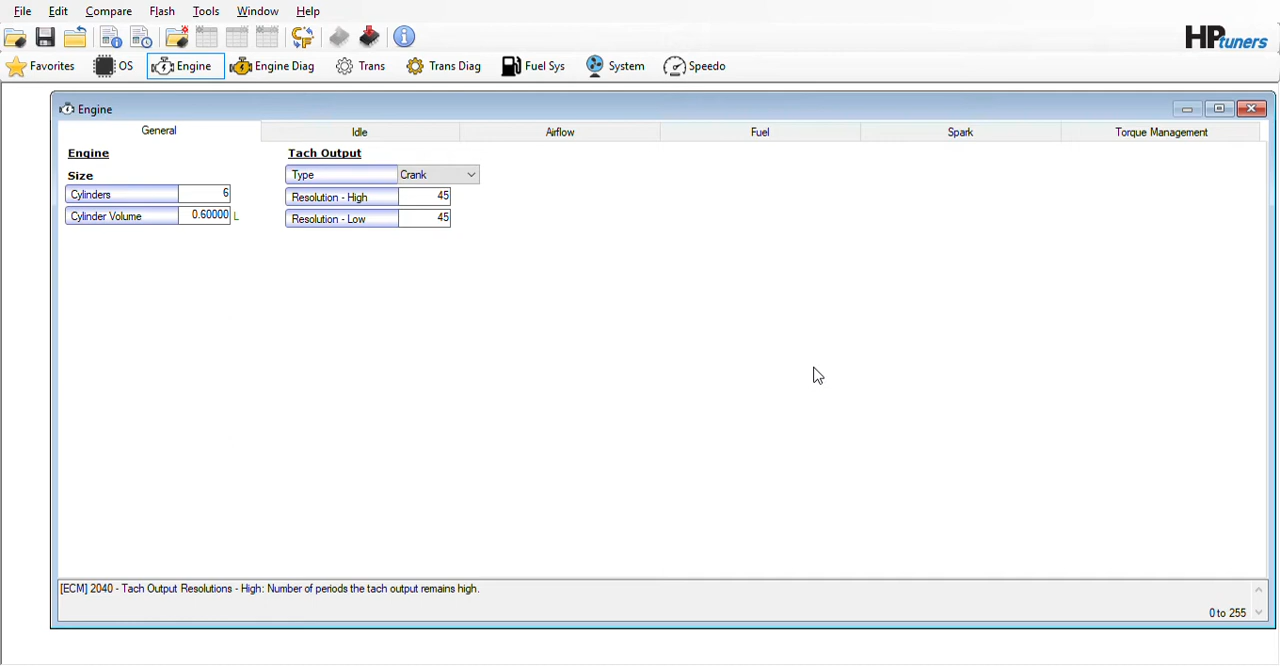 File Edit Compare Flash Tools Window Help
HPtuners
Favorites OS Engine Engine Diag Trans Trans Diag Fuel Sys System Speedo
Engine
General Idle Airflow Fuel Spark Torque Management
Engine Tach Output
Size Type Crank
Cylinders 6 Resolution - High 45
Cylinder Volume 0.60000 L Resolution - Low 45
[ECM] 2040 - Tach Output Resolutions - High: Number of periods the tach output remains high.
0 to 255